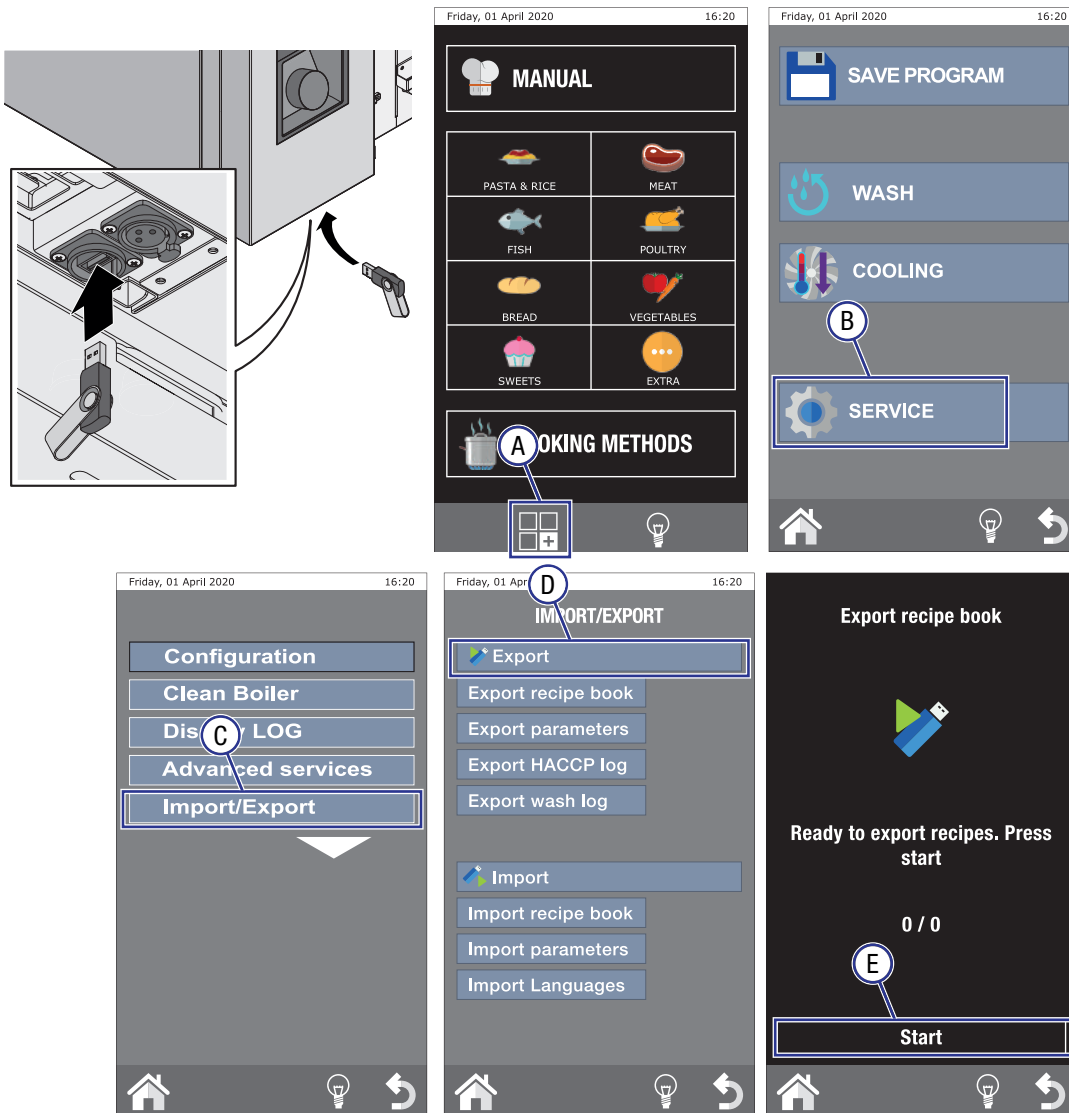 Friday, 01 April 2020 16:20
MANUAL
PASTA & RICE MEAT
FISH POULTRY
BREAD VEGETABLES
SWEETS EXTRA
A OKING METHODS
Friday, 01 April 2020 16:20
SAVE PROGRAM
WASH
COOLING
B
SERVICE
Friday, 01 April 2020 16:20
Configuration
Clean Boiler
Dis y LOG
C
Advanced services
Import/Export
Friday, 01 Apr 16:20
D
IMPORT/EXPORT
Export
Export recipe book
Export parameters
Export HACCP log
Export wash log
Import
Import recipe book
Import parameters
Import Languages
Export recipe book
Ready to export recipes. Press
start
0 / 0
E
Start